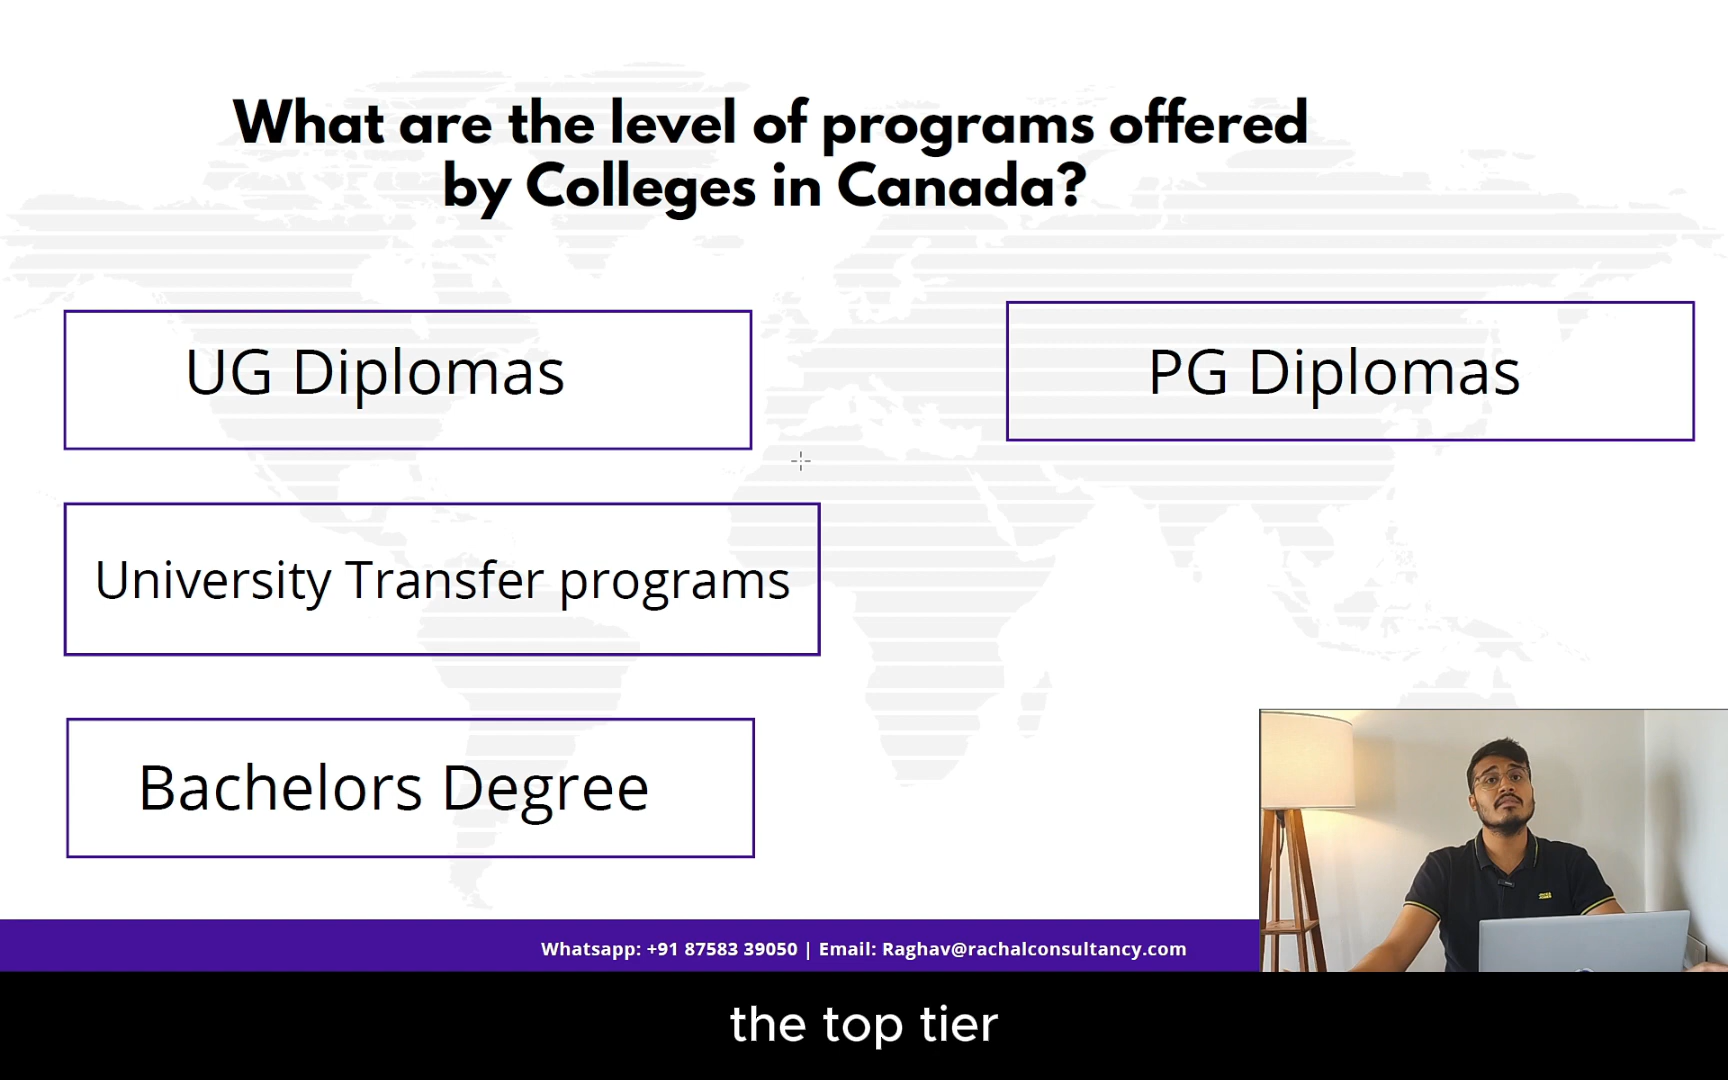 What are the level of programs offered
by Colleges in Canada?
UG Diplomas
PG Diplomas
University Transfer programs
Bachelors Degree
Whatsapp: +91 87583 39050 | Email: Raghav@rachalconsultancy.com
the top tier